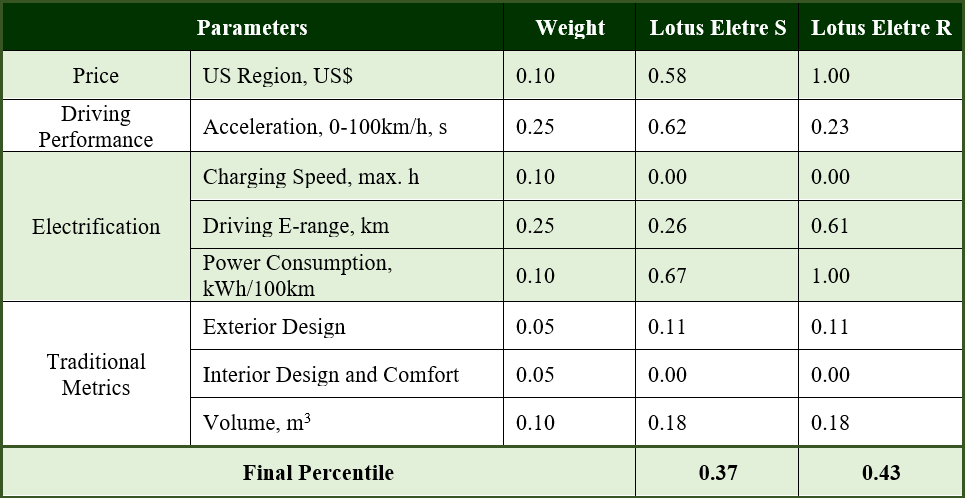 Parameters Weight Lotus Eletre S Lotus Eletre R
Price US Region, US$ 0.10 0.58 1.00
Driving
Performance Acceleration, 0-100km/h, s 0.25 0.62 0.23
Electrification
Charging Speed, max. h 0.10 0.00 0.00
Driving E-range, km 0.25 0.26 0.61
Power Consumption,
kWh/100km 0.10 0.67 1.00
Traditional
Metrics
Exterior Design 0.05 0.11 0.11
Interior Design and Comfort 0.05 0.00 0.00
Volume, m³ 0.10 0.18 0.18
Final Percentile 0.37 0.43